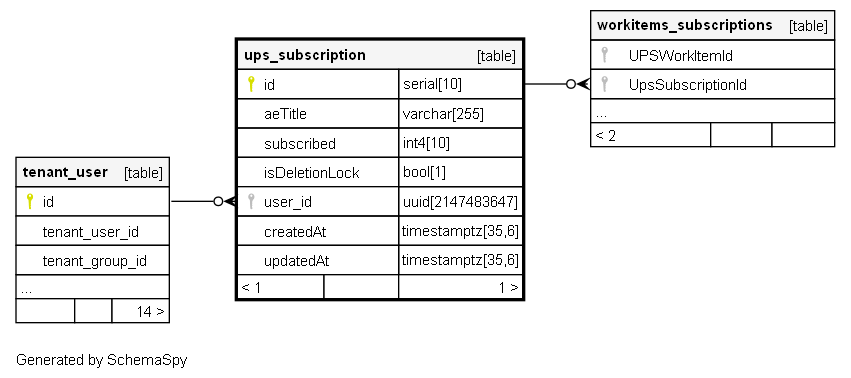 workitems_subscriptions [table]
UPSWorkItemId
UpsSubscriptionId
...
< 2
ups_subscription [table]
id serial[10]
aeTitle varchar[255]
subscribed int4[10]
isDeletionLock bool[1]
user_id uuid[2147483647]
createdAt timestamptz[35,6]
updatedAt timestamptz[35,6]
< 1 1 >
tenant_user [table]
id
tenant_user_id
tenant_group_id
...
14 >
Generated by SchemaSpy